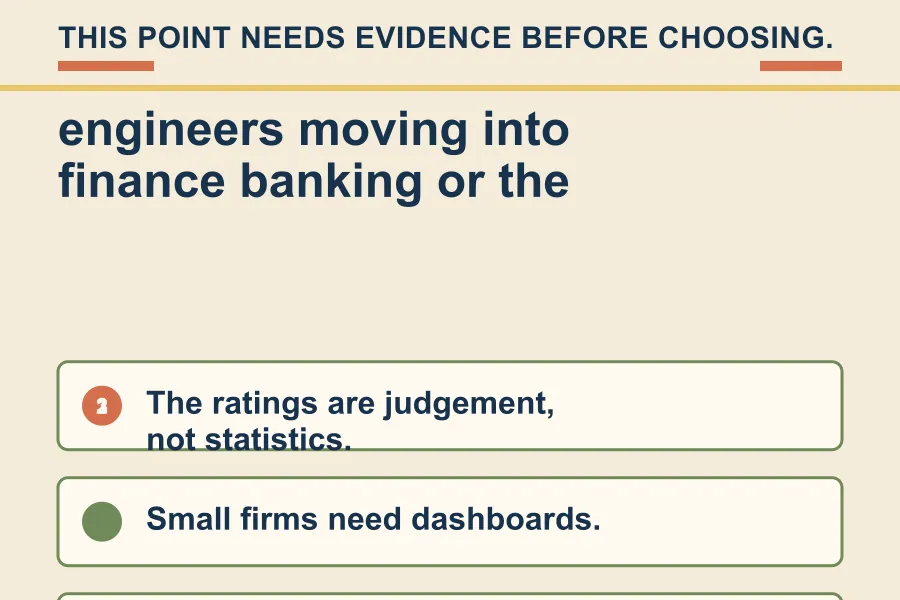 THIS POINT NEEDS EVIDENCE BEFORE CHOOSING.
engineers moving into
finance banking or the
The ratings are judgement,
not statistics.
Small firms need dashboards.